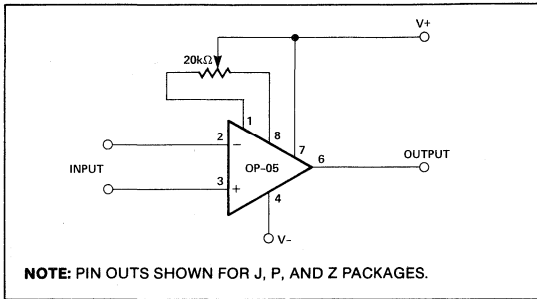 V+
20kΩ
1
8
2
−
7
6
OUTPUT
INPUT
OP-05
3
+
4
V−
NOTE: PIN OUTS SHOWN FOR J, P, AND Z PACKAGES.